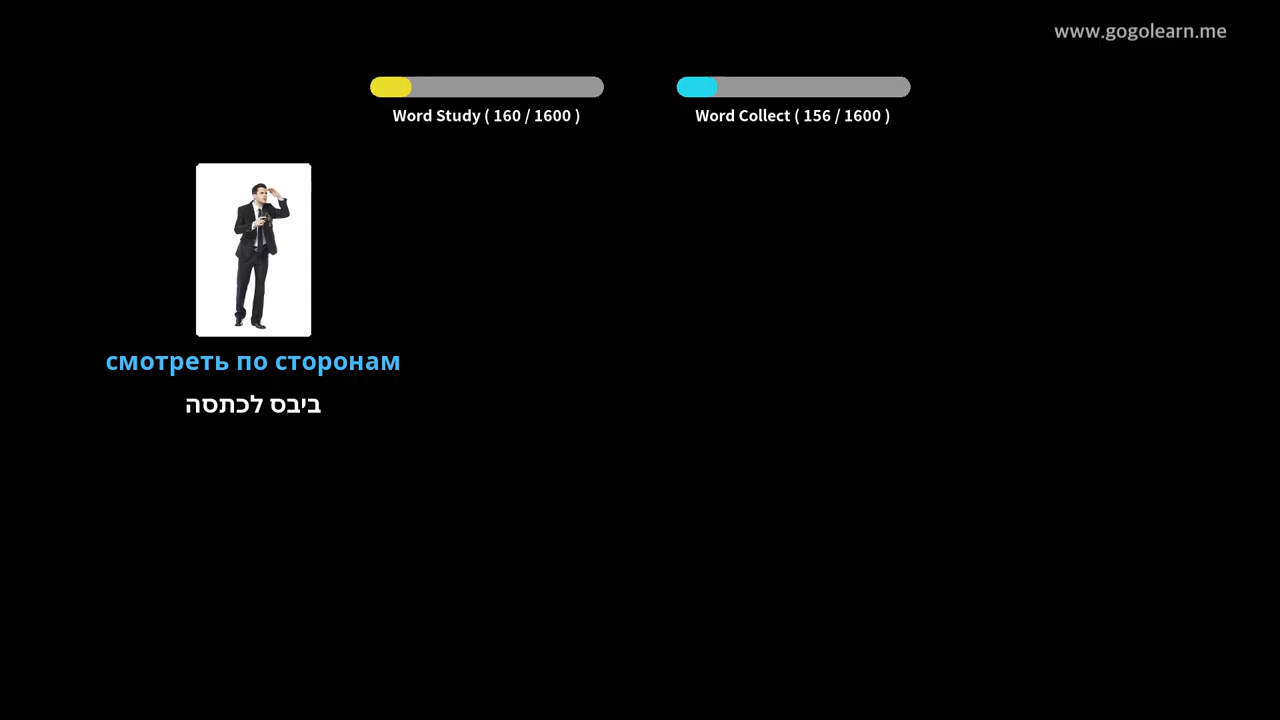 www.gogolearn.me
Word Study ( 160 / 1600 )
Word Collect ( 156 / 1600 )
смотреть по сторонам
ביבס לכתסה